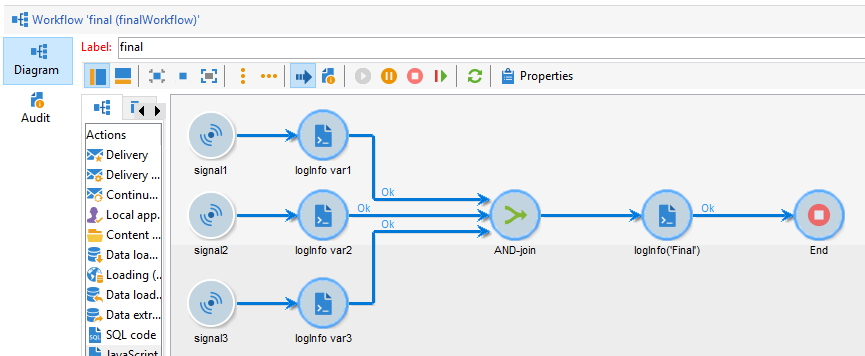 Workflow 'final (finalWorkflow)'
Label: final
Diagram
Properties
Audit
Actions
Delivery
Delivery ...
Continu...
Local app...
Content ...
Data loa...
Loading (...
Data load...
Data extr...
SQL code
JavaScript
signal1
logInfo var1
Ok
signal2
logInfo var2
Ok
Ok
AND-join
logInfo('Final')
Ok
End
signal3
logInfo var3